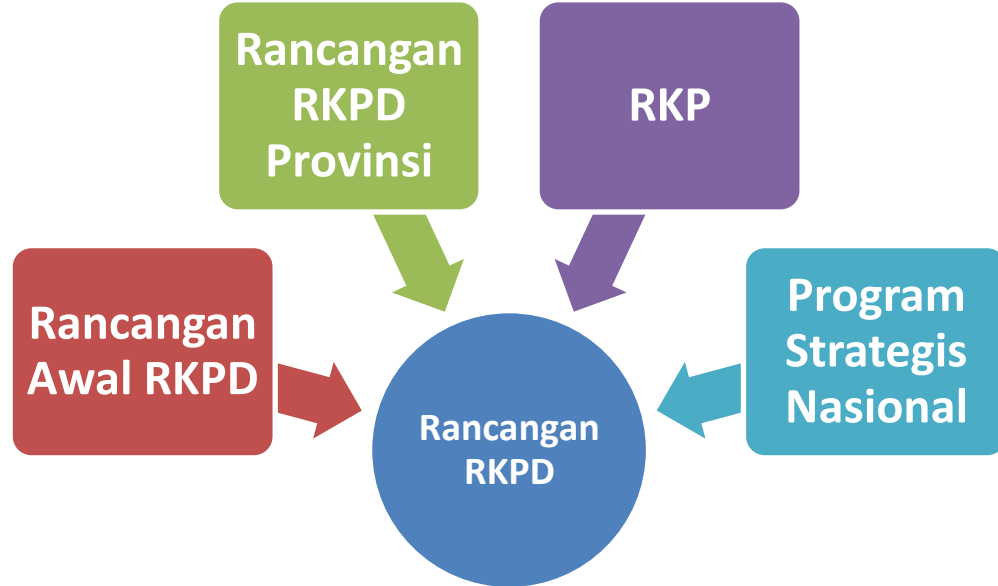 Rancangan
RKPD
Provinsi
RKP
Rancangan
Awal RKPD
Program
Strategis
Nasional
Rancangan
RKPD